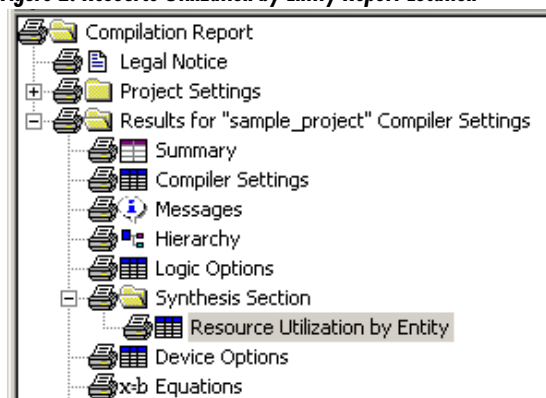 Compilation Report
Legal Notice
Project Settings
Results for "sample_project" Compiler Settings
Summary
Compiler Settings
Messages
Hierarchy
Logic Options
Synthesis Section
Resource Utilization by Entity
Device Options
x=b Equations